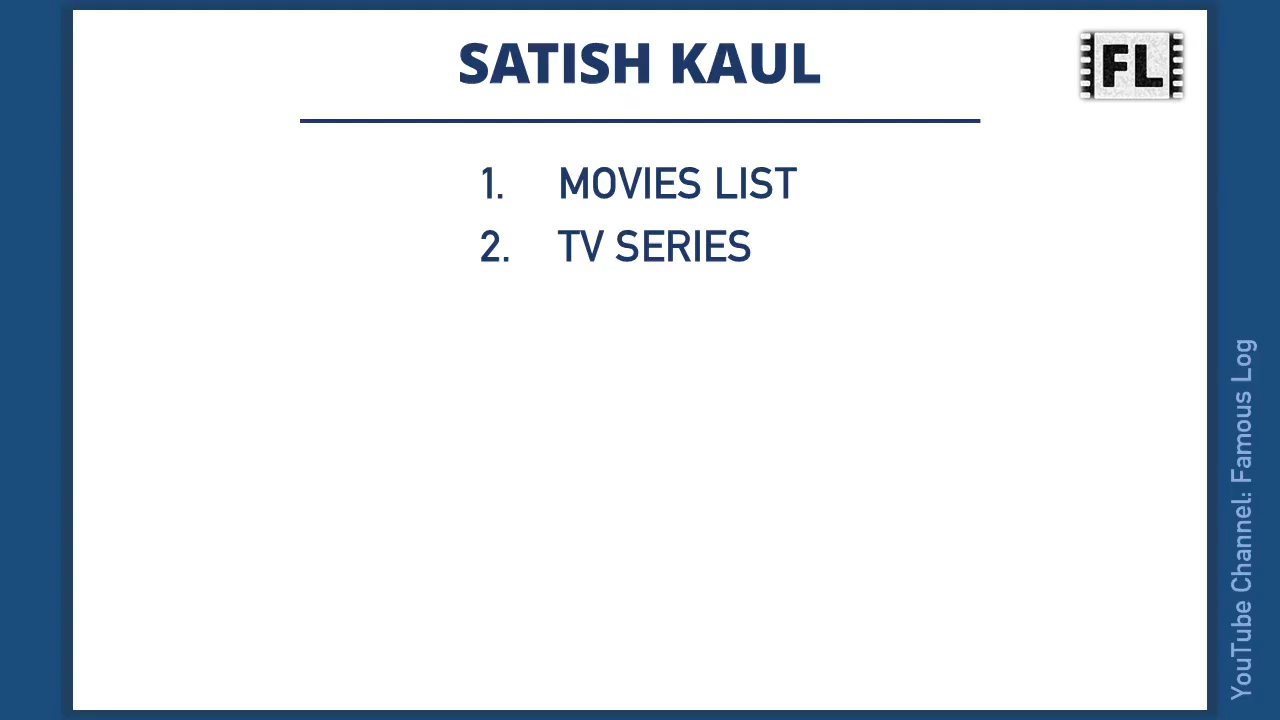 SATISH KAUL
FL
1. MOVIES LIST
2. TV SERIES
YouTube Channel: Famous Log